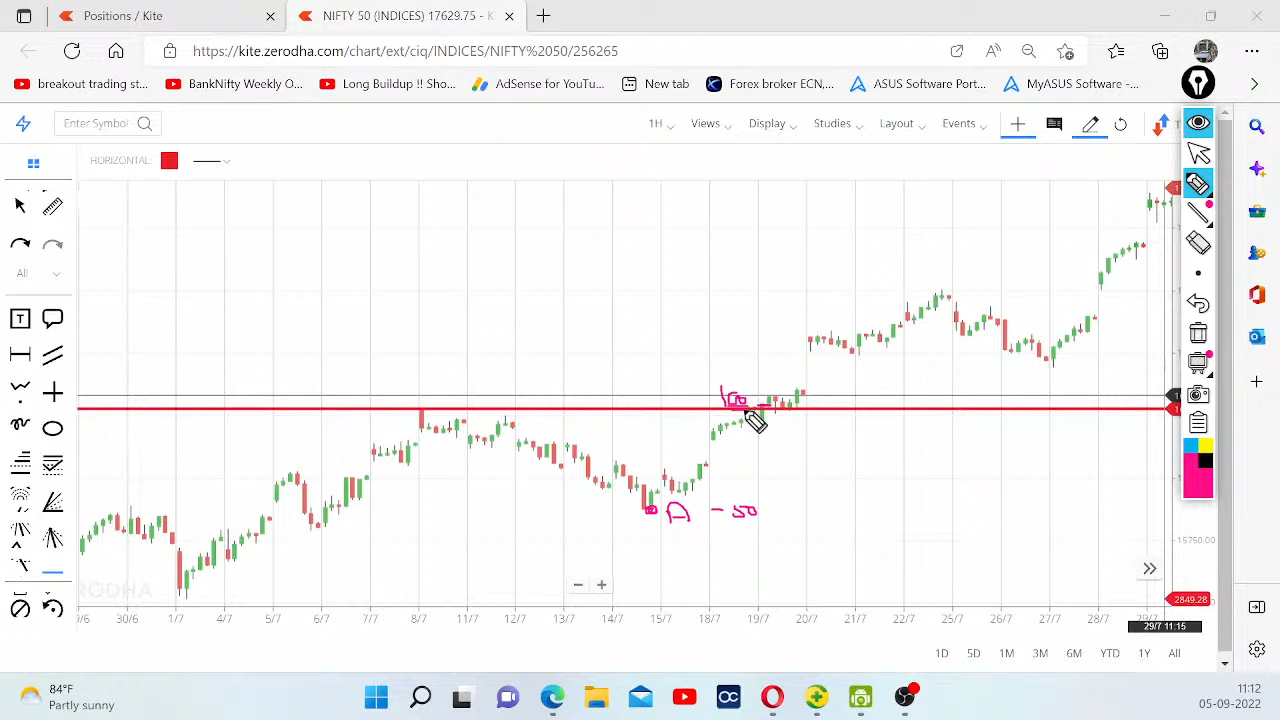 Positions / Kite
NIFTY 50 (INDICES) 17629.75 - K
https://kite.zerodha.com/chart/ext/ciq/INDICES/NIFTY%2050/256265
breakout trading st...
BankNifty Weekly O...
Long Buildup !! Sho...
AdSense for YouTu...
New tab
Forex broker ECN,...
ASUS Software Port...
MyASUS Software -...
Enter Symbol
1H
Views
Display
Studies
Layout
Events
HORIZONTAL:
All
100
A - 50
15750.00
2849.28
RODHA
30/6 1/7 4/7 5/7 6/7 7/7 8/7 11/7 12/7 13/7 14/7 15/7 18/7 19/7 20/7 21/7 22/7 25/7 26/7 27/7 28/7 29/7
29/7 11:15
1D 5D 1M 3M 6M YTD 1Y All
84°F
Partly sunny
11:12
05-09-2022